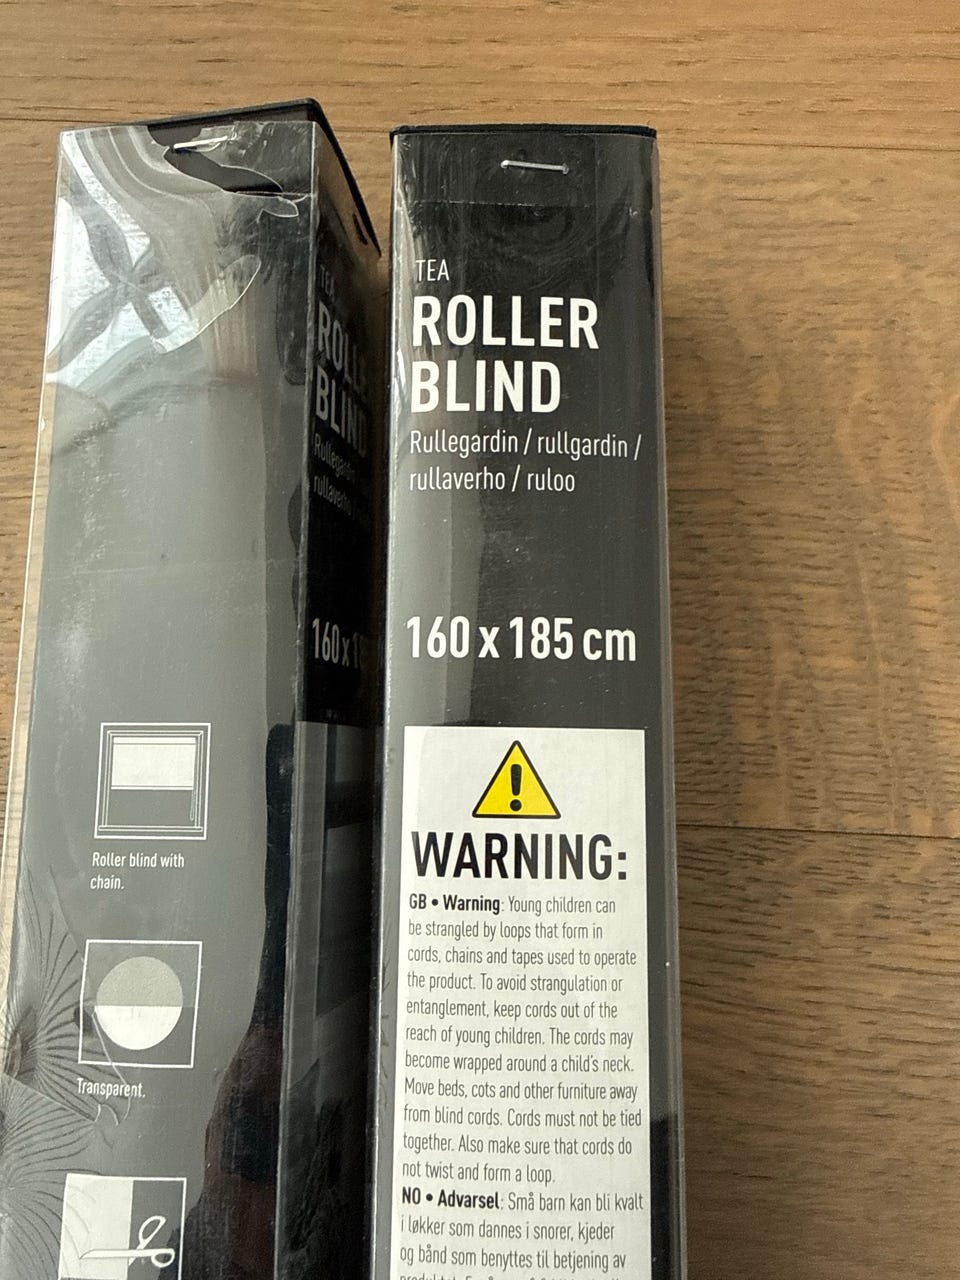 TEA
ROLLER
BLIND
Rullegardin / rullgardin /
rullaverho / ruloo
160 x 185 cm
WARNING:
GB • Warning: Young children can
be strangled by loops that form in
cords, chains and tapes used to operate
the product. To avoid strangulation or
entanglement, keep cords out of the
reach of young children. The cords may
become wrapped around a child's neck.
Move beds, cots and other furniture away
from blind cords. Cords must not be tied
together. Also make sure that cords do
not twist and form a loop.
NO • Advarsel: Små barn kan bli kvalt
i løkker som dannes i snorer, kjeder
og bånd som benyttes til betjening av
TEA
ROLL
BLIND
Rullegardin
rullaverho /
160 x 18
Roller blind with
chain.
Transparent.